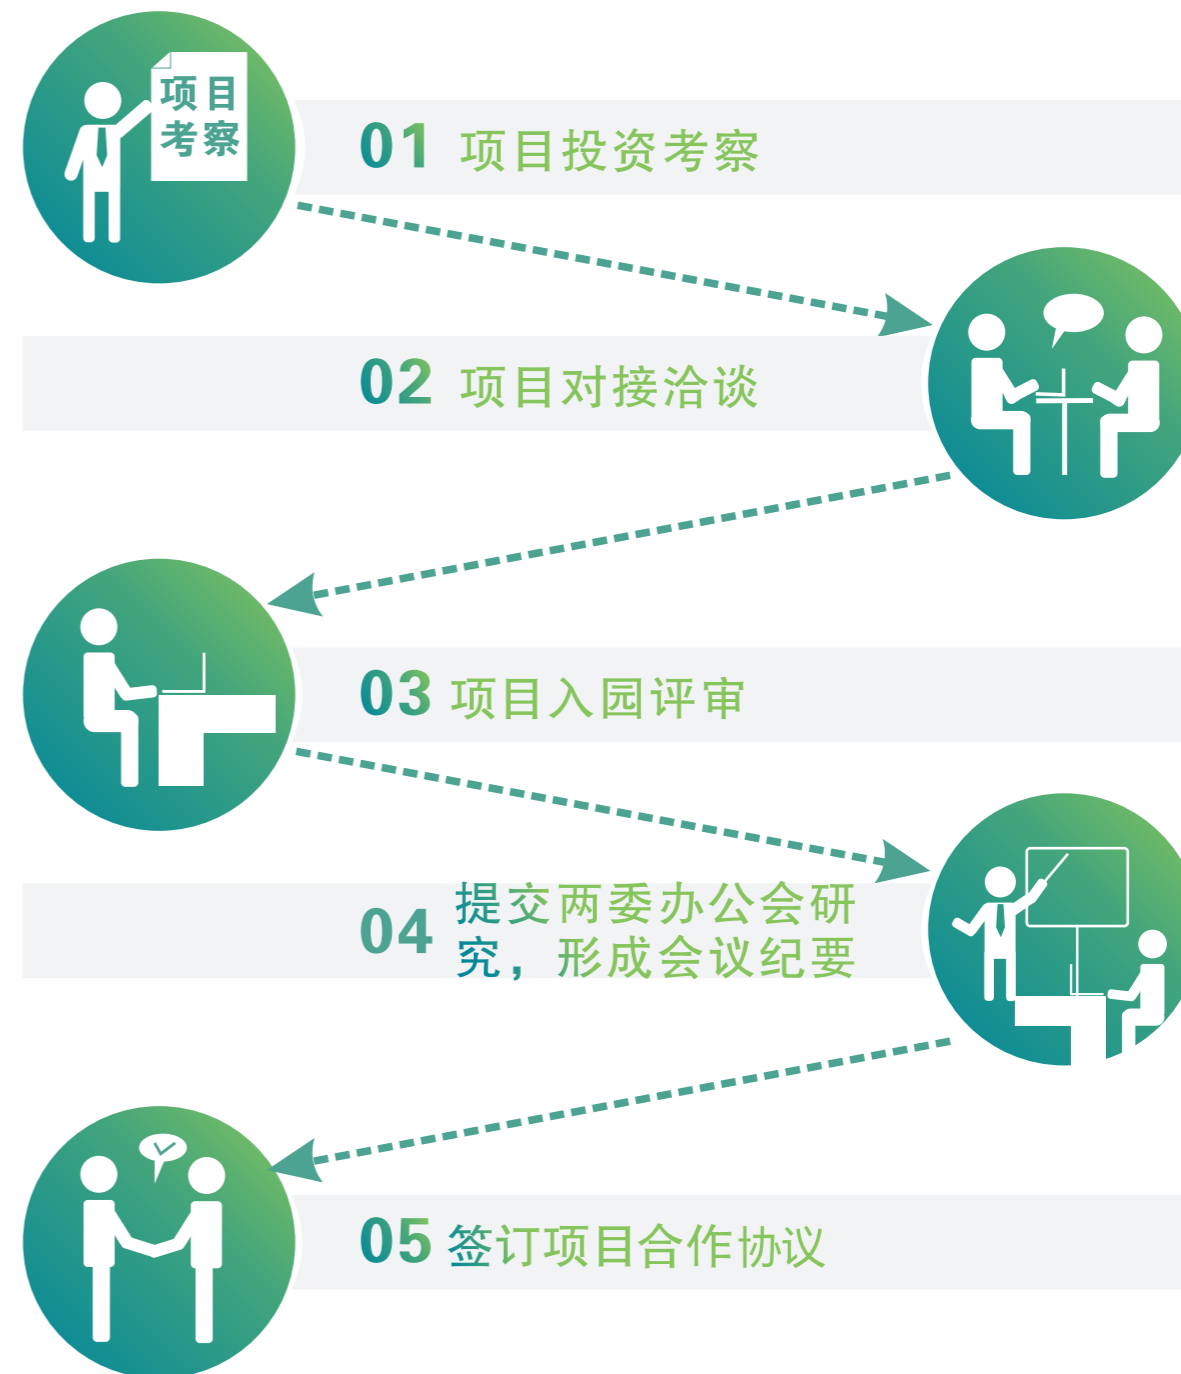 项目
考察
01 项目投资考察
02 项目对接洽谈
03 项目入园评审
04 提交两委办公会研
究，形成会议纪要
05 签订项目合作协议